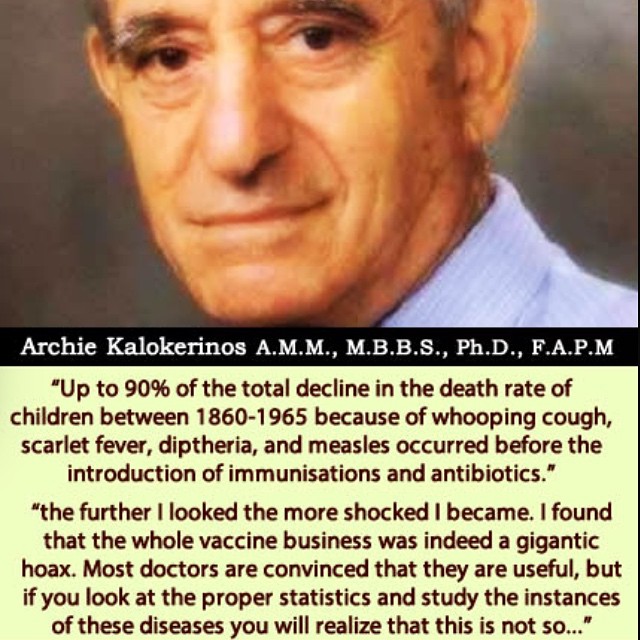 Archie Kalokerinos A.M.M., M.B.B.S., Ph.D., F.A.P.M
“Up to 90% of the total decline in the death rate of
children between 1860-1965 because of whooping cough,
scarlet fever, diptheria, and measles occurred before the
introduction of immunisations and antibiotics.”
“the further I looked the more shocked I became. I found
that the whole vaccine business was indeed a gigantic
hoax. Most doctors are convinced that they are useful, but
if you look at the proper statistics and study the instances
of these diseases you will realize that this is not so...”